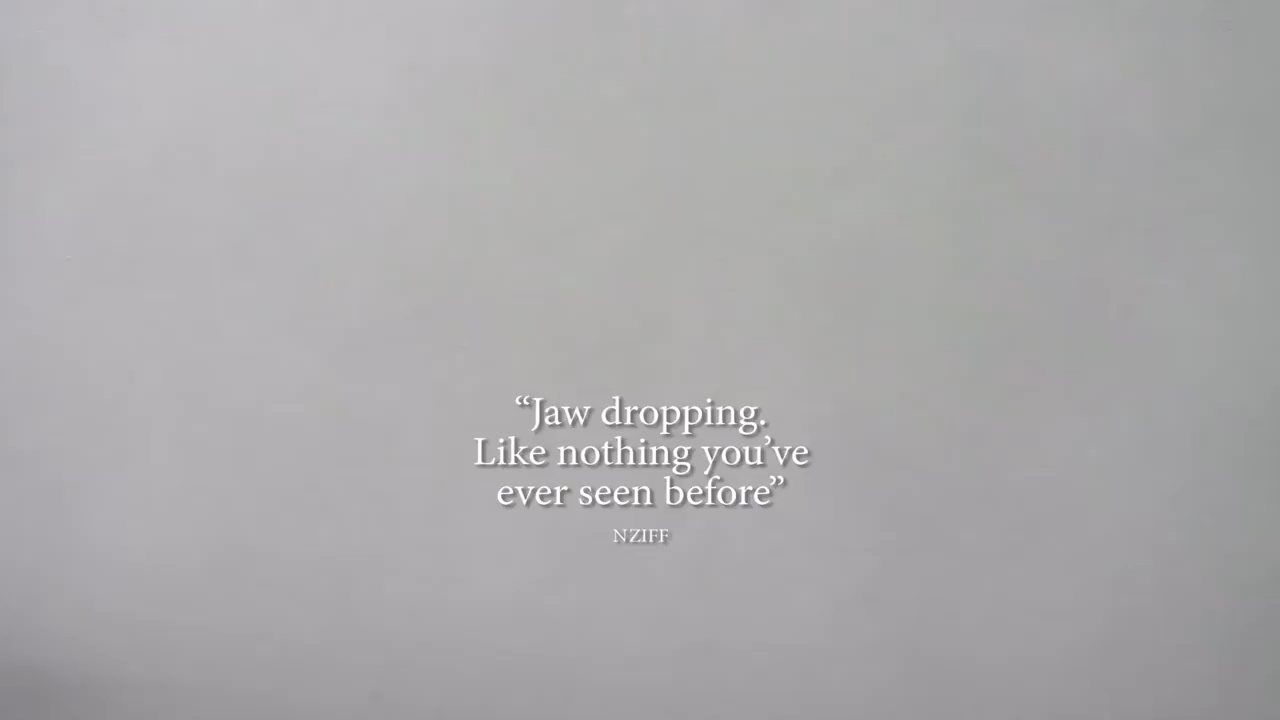 “Jaw dropping.
Like nothing you’ve
ever seen before”
NZIFF